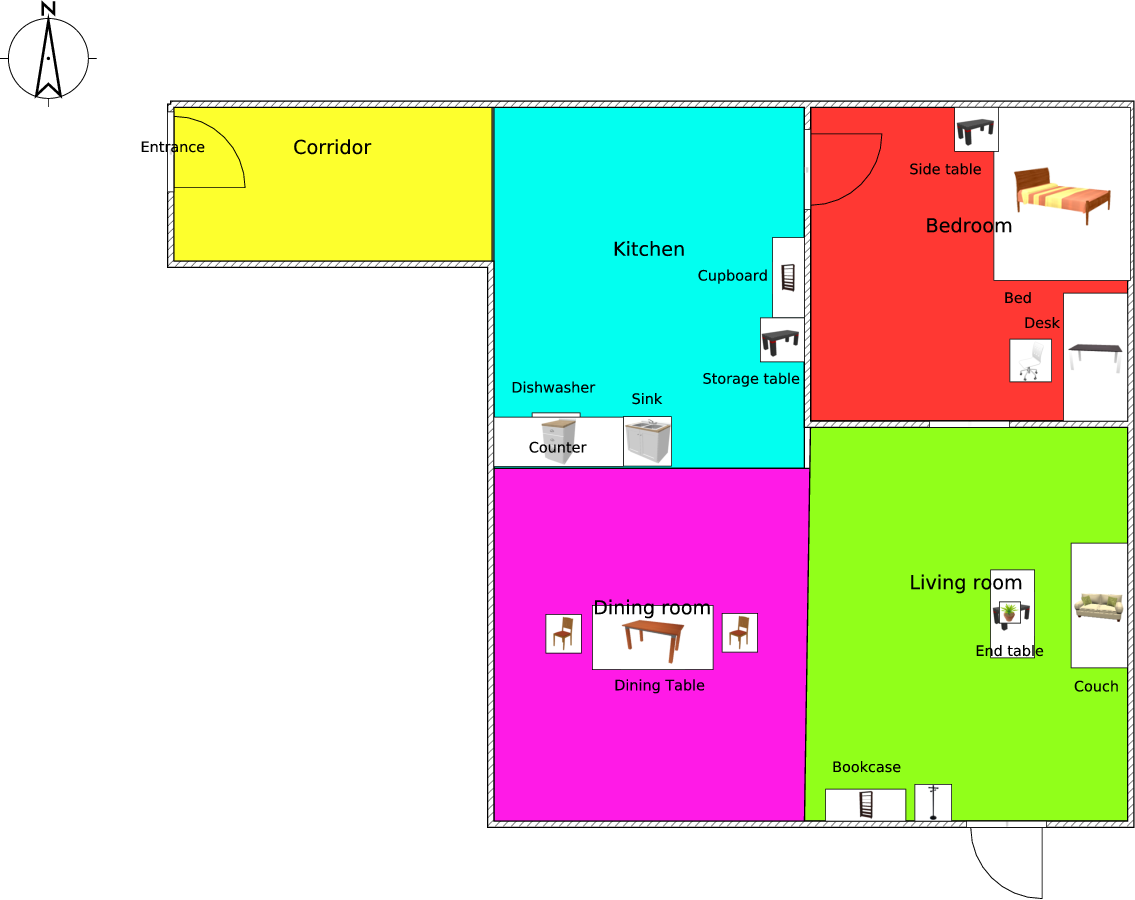 N
Entrance
Corridor
Kitchen
Cupboard
Storage table
Dishwasher
Sink
Counter
Side table
Bedroom
Bed
Desk
Dining room
Dining Table
Living room
End table
Couch
Bookcase